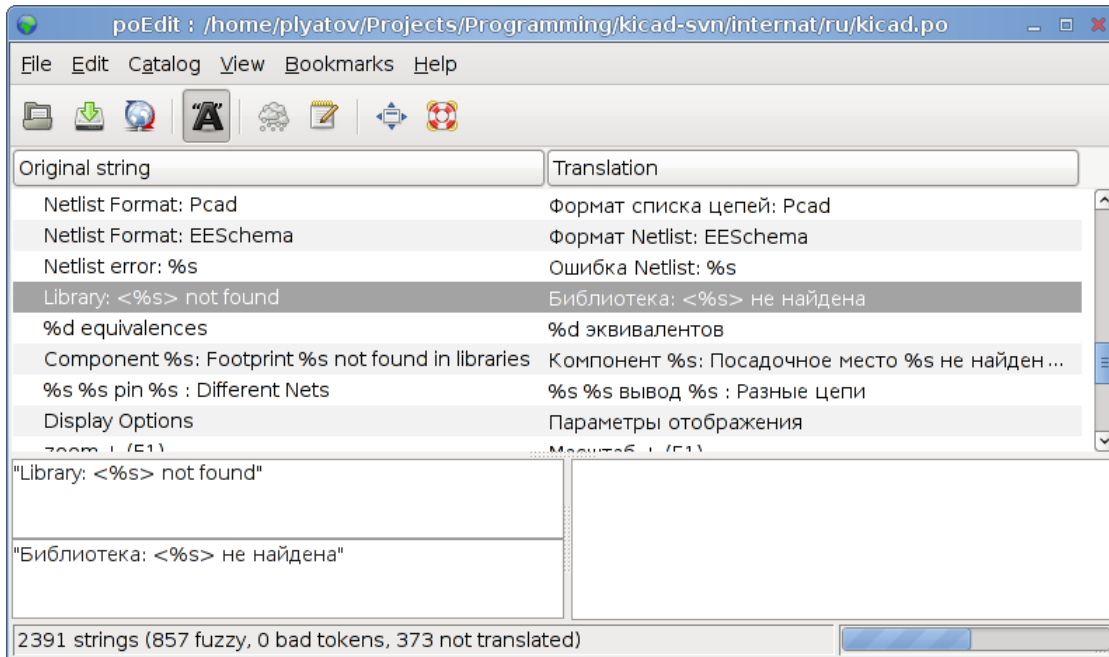 poEdit : /home/plyatov/Projects/Programming/kicad-svn/internat/ru/kicad.po
File Edit Catalog View Bookmarks Help
"A"
Original string Translation
Netlist Format: Pcad Формат списка цепей: Pcad
Netlist Format: EESchema Формат Netlist: EESchema
Netlist error: %s Ошибка Netlist: %s
Library: <%s> not found Библиотека: <%s> не найдена
%d equivalences %d эквивалентов
Component %s: Footprint %s not found in libraries Компонент %s: Посадочное место %s не найден ...
%s %s pin %s : Different Nets %s %s вывод %s : Разные цепи
Display Options Параметры отображения
zoom + (F1) Масштаб + (F1)
"Library: <%s> not found"
"Библиотека: <%s> не найдена"
2391 strings (857 fuzzy, 0 bad tokens, 373 not translated)